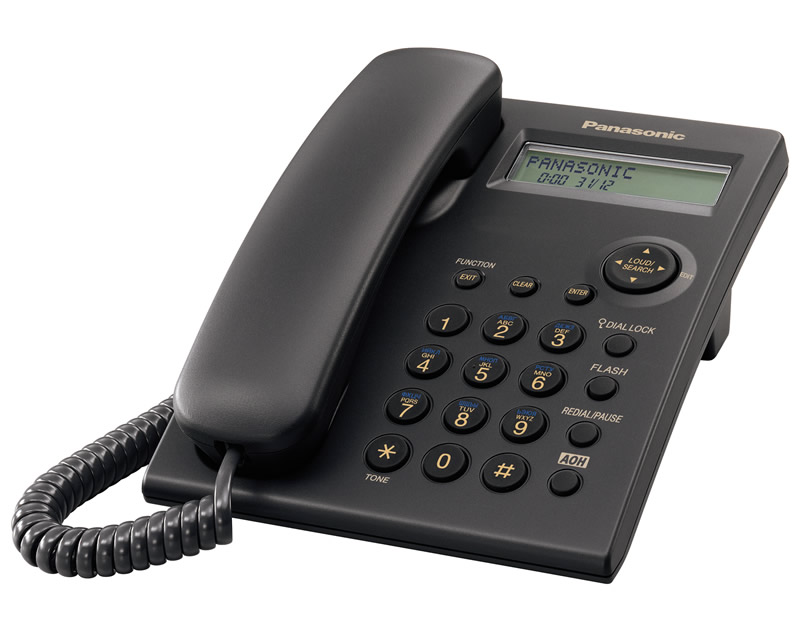 Panasonic
PANASONIC
0:00 31/12
LOUD/
SEARCH
EDIT
FUNCTION
EXIT
CLEAR
ENTER
1
ABC
2
DEF
3
DIAL LOCK
GHI
4
JKL
5
MNO
6
FLASH
PQRS
7
TUV
8
WXYZ
9
REDIAL/PAUSE
*
TONE
0
#
AOH